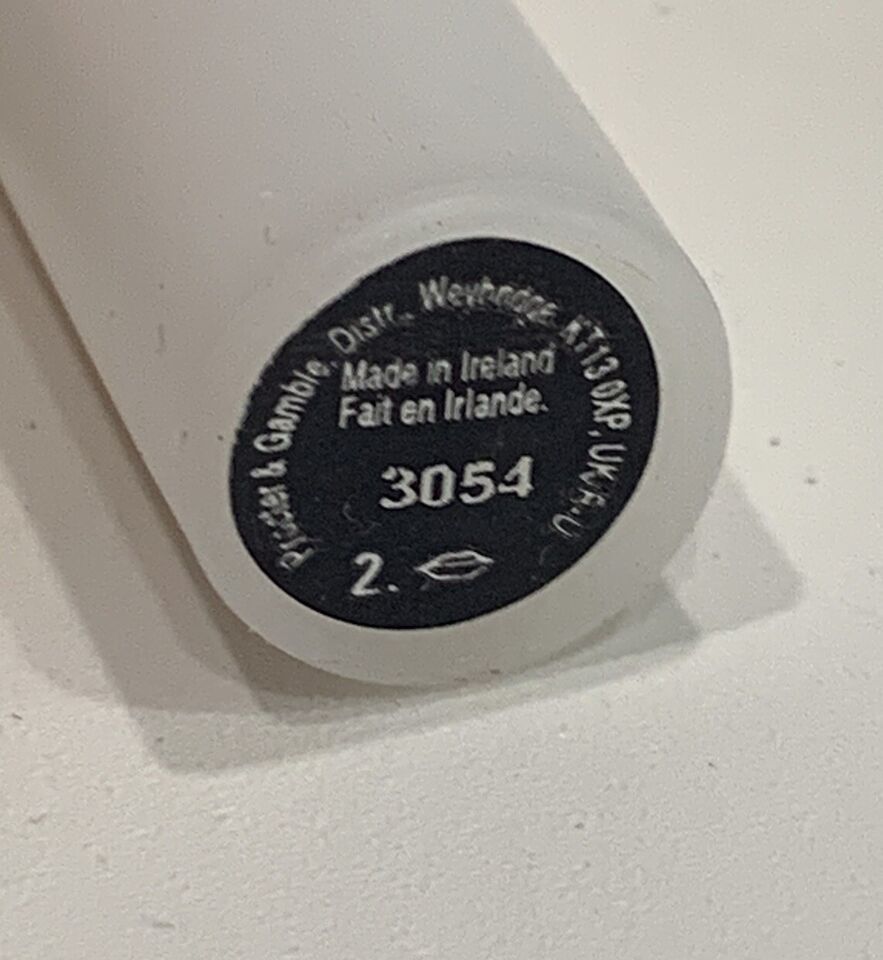 Procter & Gamble, Distr., Weybridge KT13 0XP, UK/R.-U
Made in Ireland
Fait en Irlande.
3054
2.